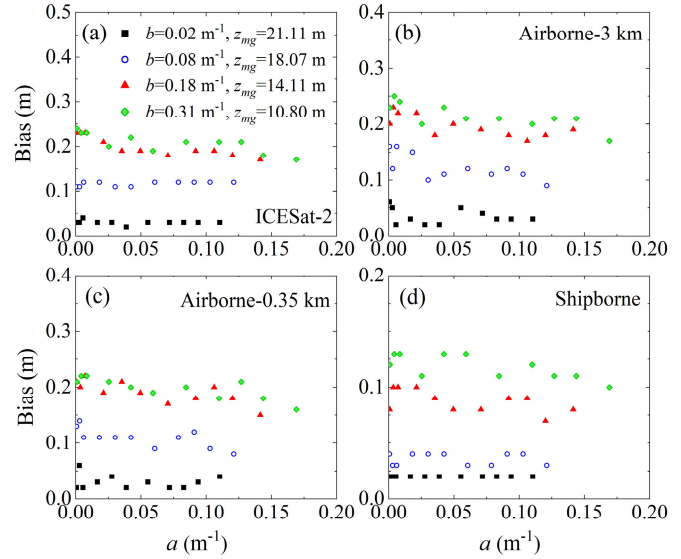 (a)
b=0.02 m⁻¹, zmg=21.11 m
b=0.08 m⁻¹, zmg=18.07 m
b=0.18 m⁻¹, zmg=14.11 m
b=0.31 m⁻¹, zmg=10.80 m
ICESat-2
Bias (m)
0.5
0.4
0.3
0.2
0.1
0.0
0.00 0.05 0.10 0.15 0.20
(b)
Airborne-3 km
0.4
0.3
0.2
0.1
0.0
0.00 0.05 0.10 0.15 0.20
(c)
Airborne-0.35 km
Bias (m)
0.4
0.3
0.2
0.1
0.0
0.00 0.05 0.10 0.15 0.20
a (m⁻¹)
(d)
Shipborne
0.2
0.1
0.0
0.00 0.05 0.10 0.15 0.20
a (m⁻¹)